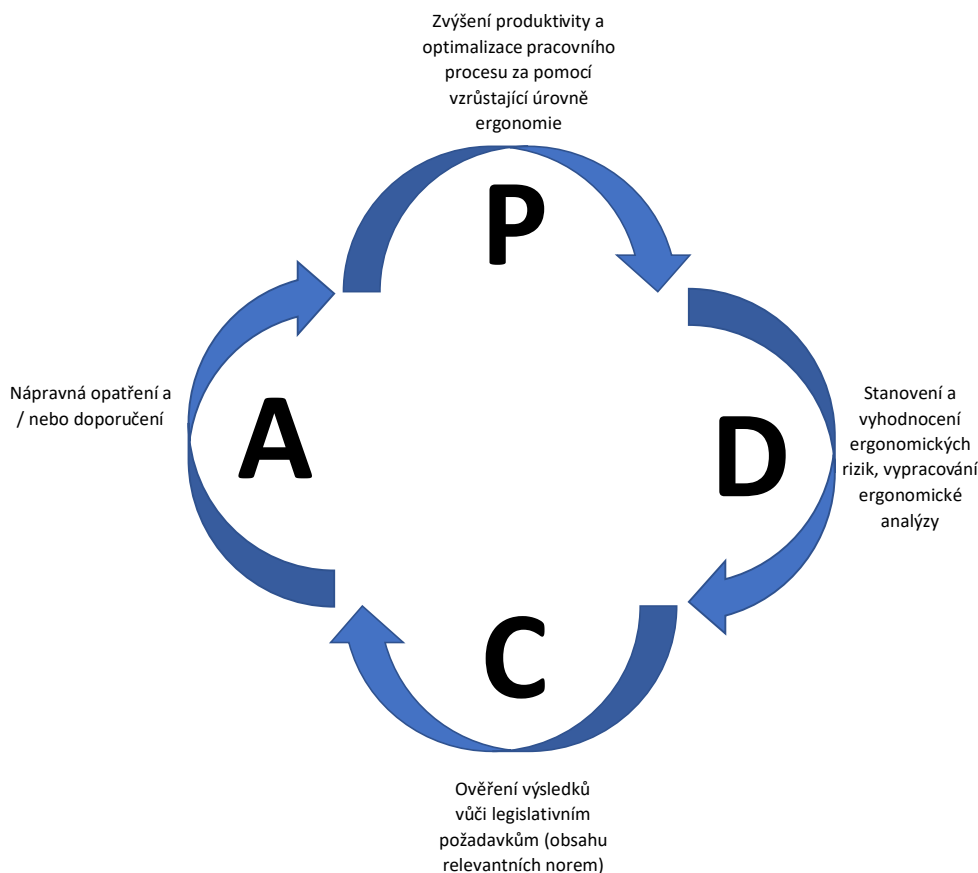 Zvýšení produktivity a
optimalizace pracovního
procesu za pomocí
vzrůstající úrovně
ergonomie
P
Nápravná opatření a
/ nebo doporučení
A
D
Stanovení a
vyhodnocení
ergonomických
rizik, vypracování
ergonomické
analýzy
C
Ověření výsledků
vůči legislativním
požadavkům (obsahu
relevantních norem)